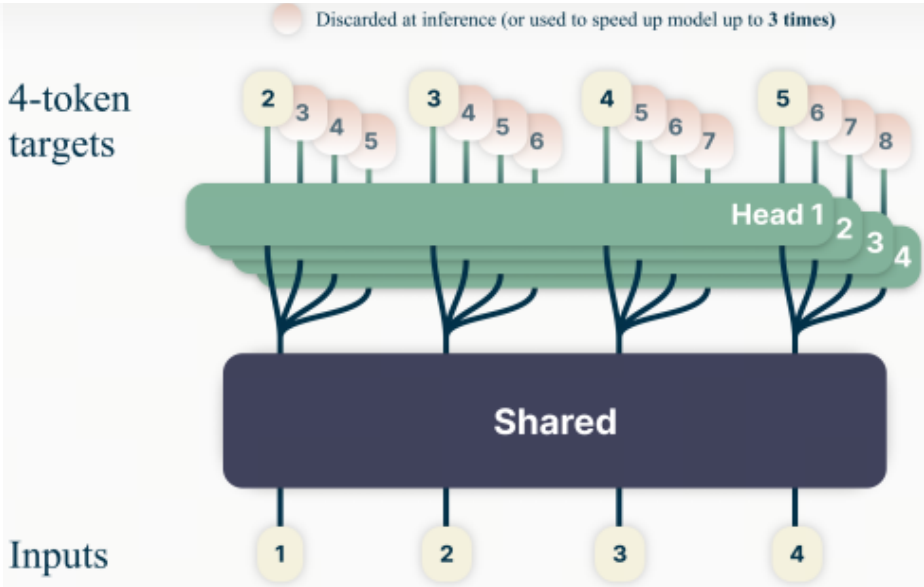 Discarded at inference (or used to speed up model up to 3 times)
4-token
targets
2 3 4 5 3 4 5 6 4 5 6 7 5 6 7 8
Head 1 2 3 4
Shared
Inputs
1 2 3 4